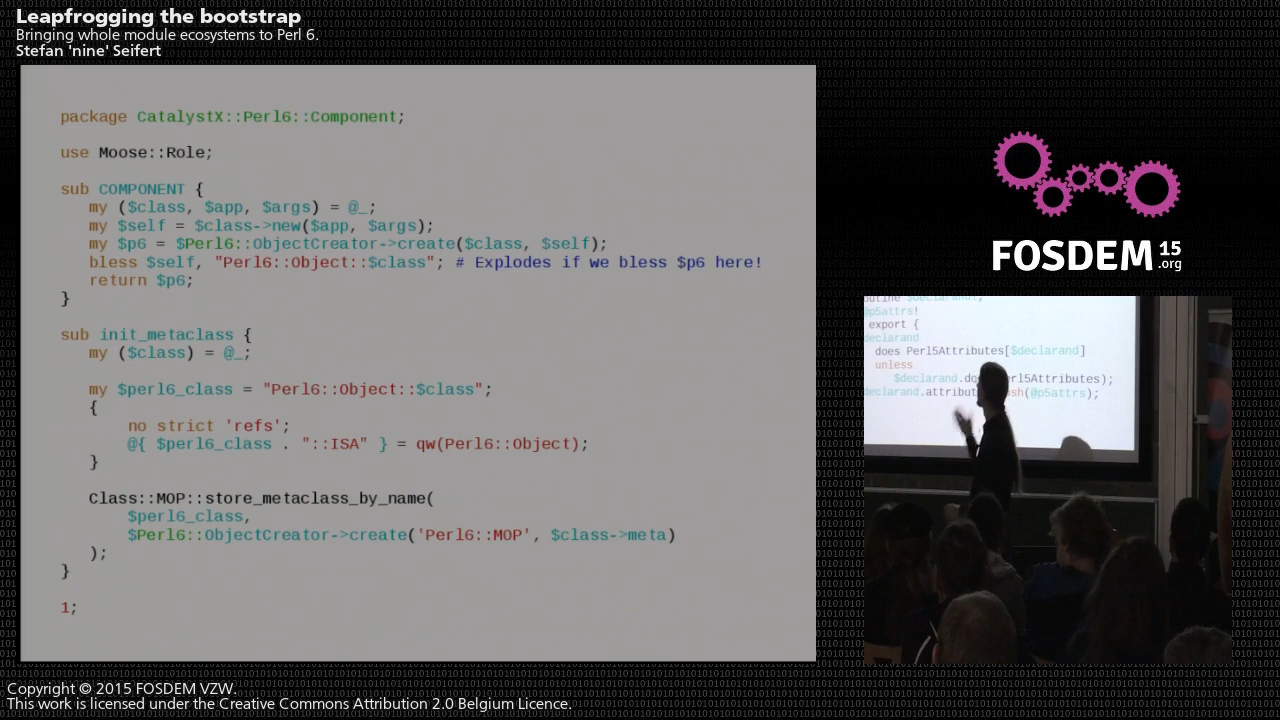 Leapfrogging the bootstrap
Bringing whole module ecosystems to Perl 6.
Stefan 'nine' Seifert
package CatalystX::Perl6::Component;
use Moose::Role;
sub COMPONENT {
my ($class, $app, $args) = @_;
my $self = $class->new($app, $args);
my $p6 = $Perl6::ObjectCreator->create($class, $self);
bless $self, "Perl6::Object::$class"; # Explodes if we bless $p6 here!
return $p6;
}
sub init_metaclass {
my ($class) = @_;
my $perl6_class = "Perl6::Object::$class";
{
no strict 'refs';
@{ $perl6_class . "::ISA" } = qw(Perl6::Object);
}
Class::MOP::store_metaclass_by_name(
$perl6_class,
$Perl6::ObjectCreator->create('Perl6::MOP', $class->meta)
);
}
1;
FOSDEM 15
.org
@p5attrs!
export {
does Perl5Attributes[$declarand]
unless
(@p5attrs);
Copyright © 2015 FOSDEM VZW.
This work is licensed under the Creative Commons Attribution 2.0 Belgium Licence.